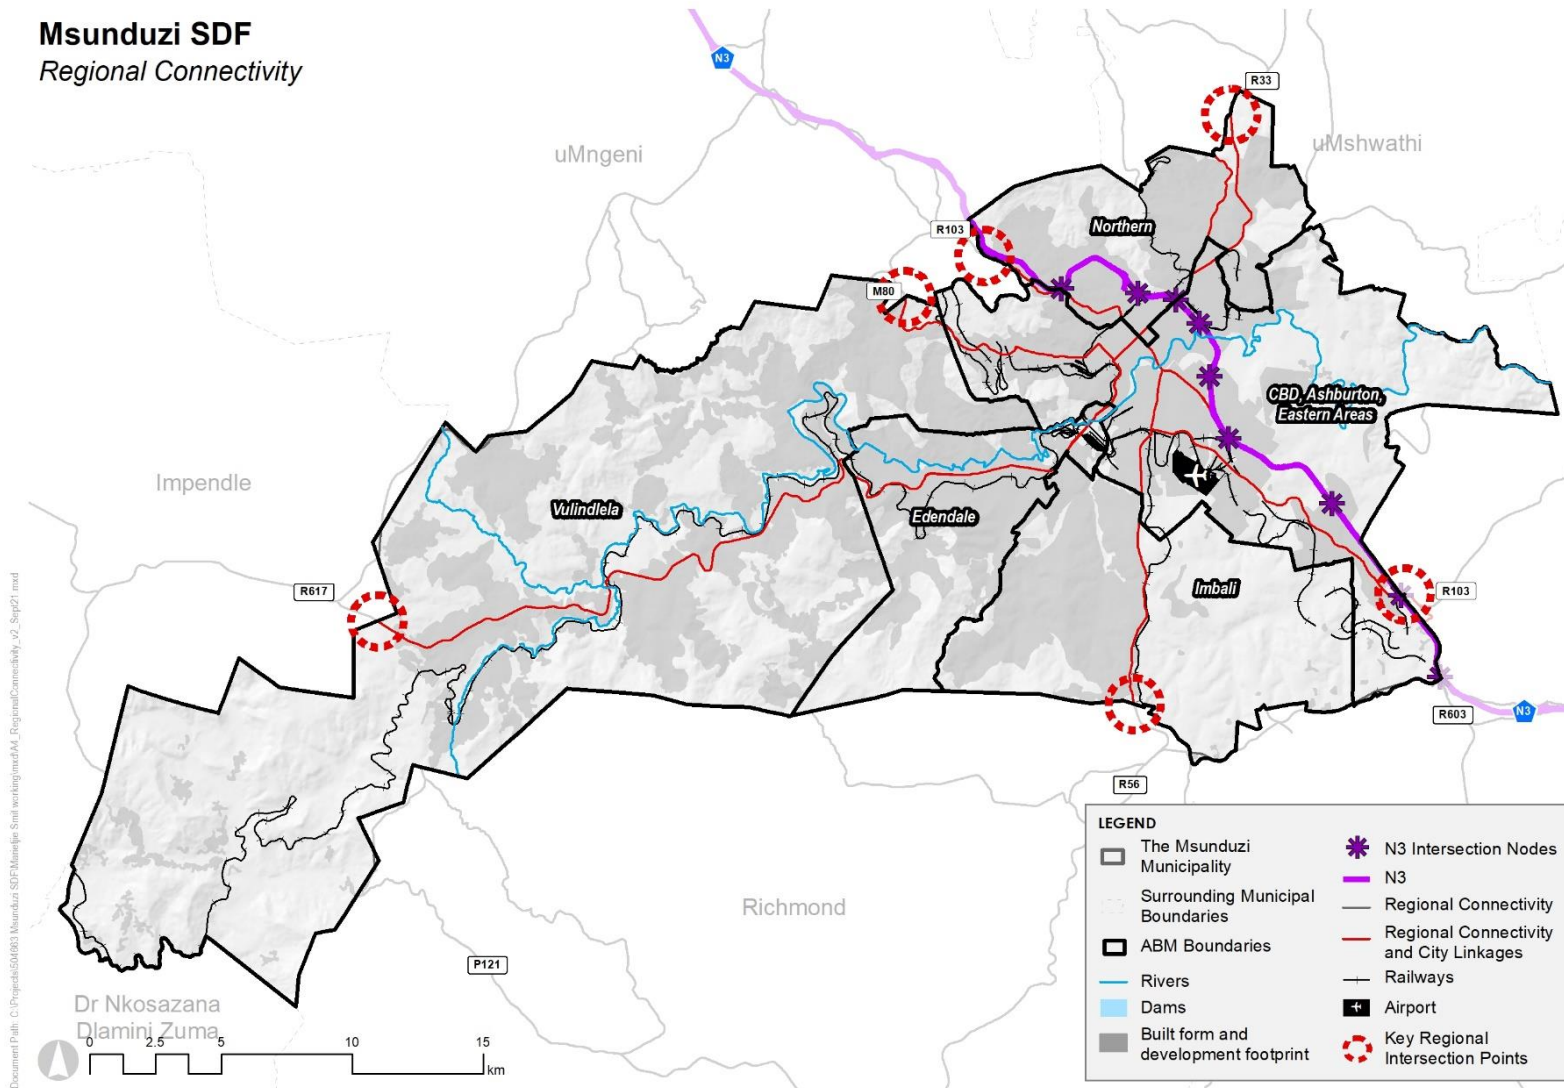 Msunduzi SDF
Regional Connectivity
N3
R33
uMngeni
uMshwathi
R103
Northern
M80
CBD, Ashburton,
Eastern Areas
Impendle
Vulindlela
Edendale
R617
Imbali
R103
R603
N3
R56
Richmond
P121
Dr Nkosazana
Dlamini Zuma
0 2.5 5 10 15
km
LEGEND
The Msunduzi
Municipality
Surrounding Municipal
Boundaries
ABM Boundaries
Rivers
Dams
Built form and
development footprint
N3 Intersection Nodes
N3
Regional Connectivity
Regional Connectivity
and City Linkages
Railways
Airport
Key Regional
Intersection Points